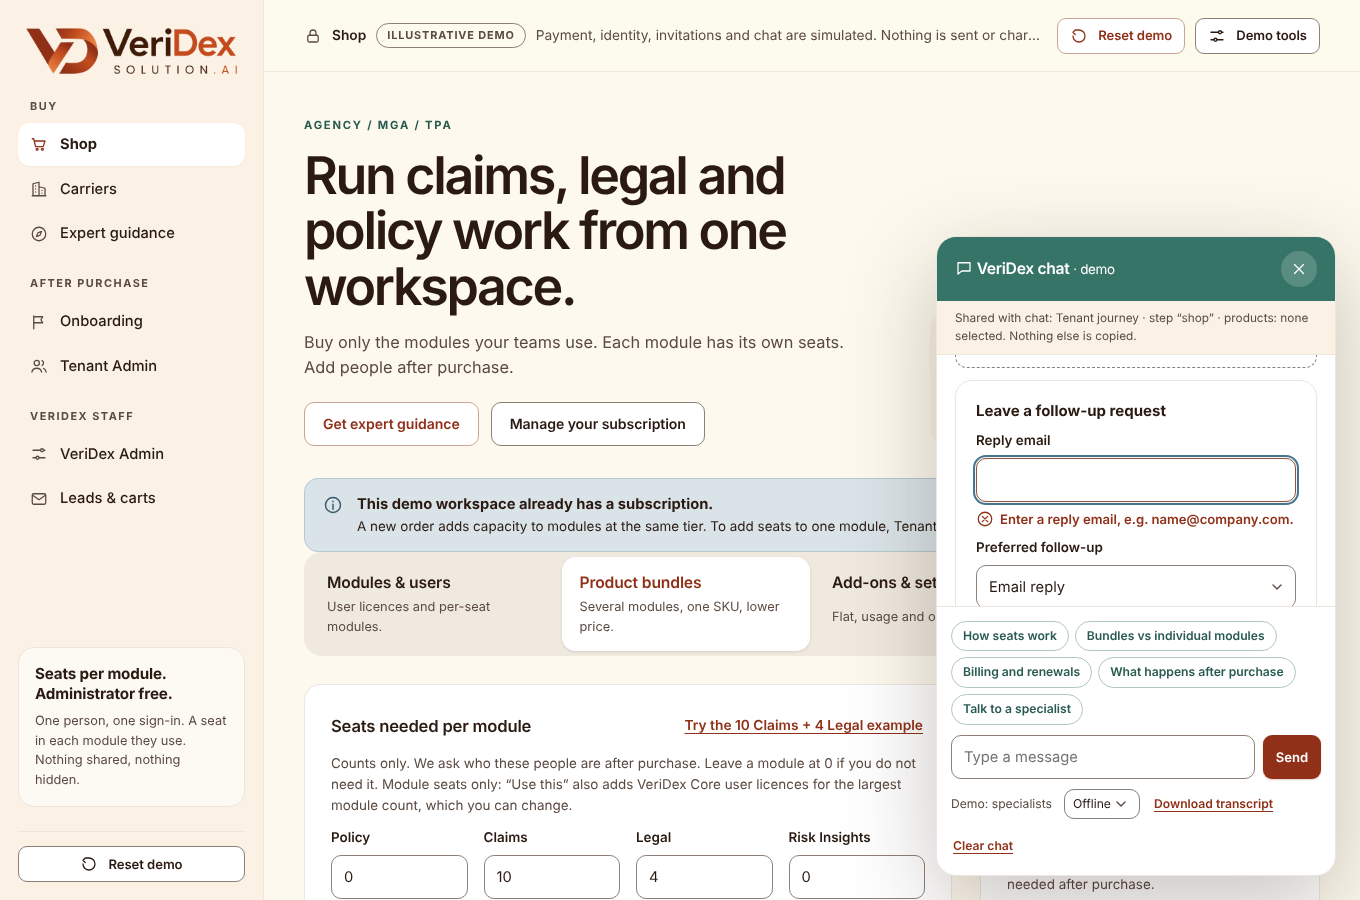 VeriDex
SOLUTION.AI
BUY
Shop
Carriers
Expert guidance
AFTER PURCHASE
Onboarding
Tenant Admin
VERIDEX STAFF
VeriDex Admin
Leads & carts
Seats per module.
Administrator free.
One person, one sign-in. A seat
in each module they use.
Nothing shared, nothing
hidden.
Reset demo
Shop
ILLUSTRATIVE DEMO
Payment, identity, invitations and chat are simulated. Nothing is sent or char...
Reset demo
Demo tools
AGENCY / MGA / TPA
Run claims, legal and
policy work from one
workspace.
Buy only the modules your teams use. Each module has its own seats.
Add people after purchase.
Get expert guidance
Manage your subscription
This demo workspace already has a subscription.
A new order adds capacity to modules at the same tier. To add seats to one module, Tenant
Modules & users
User licences and per-seat
modules.
Product bundles
Several modules, one SKU, lower
price.
Add-ons & set
Flat, usage and o
Seats needed per module
Try the 10 Claims + 4 Legal example
Counts only. We ask who these people are after purchase. Leave a module at 0 if you do not
need it. Module seats only: “Use this” also adds VeriDex Core user licences for the largest
module count, which you can change.
Policy
Claims
Legal
Risk Insights
0
10
4
0
needed after purchase.
VeriDex chat · demo
Shared with chat: Tenant journey · step “shop” · products: none
selected. Nothing else is copied.
Leave a follow-up request
Reply email
Enter a reply email, e.g. name@company.com.
Preferred follow-up
Email reply
How seats work
Bundles vs individual modules
Billing and renewals
What happens after purchase
Talk to a specialist
Type a message
Send
Demo: specialists
Offline
Download transcript
Clear chat